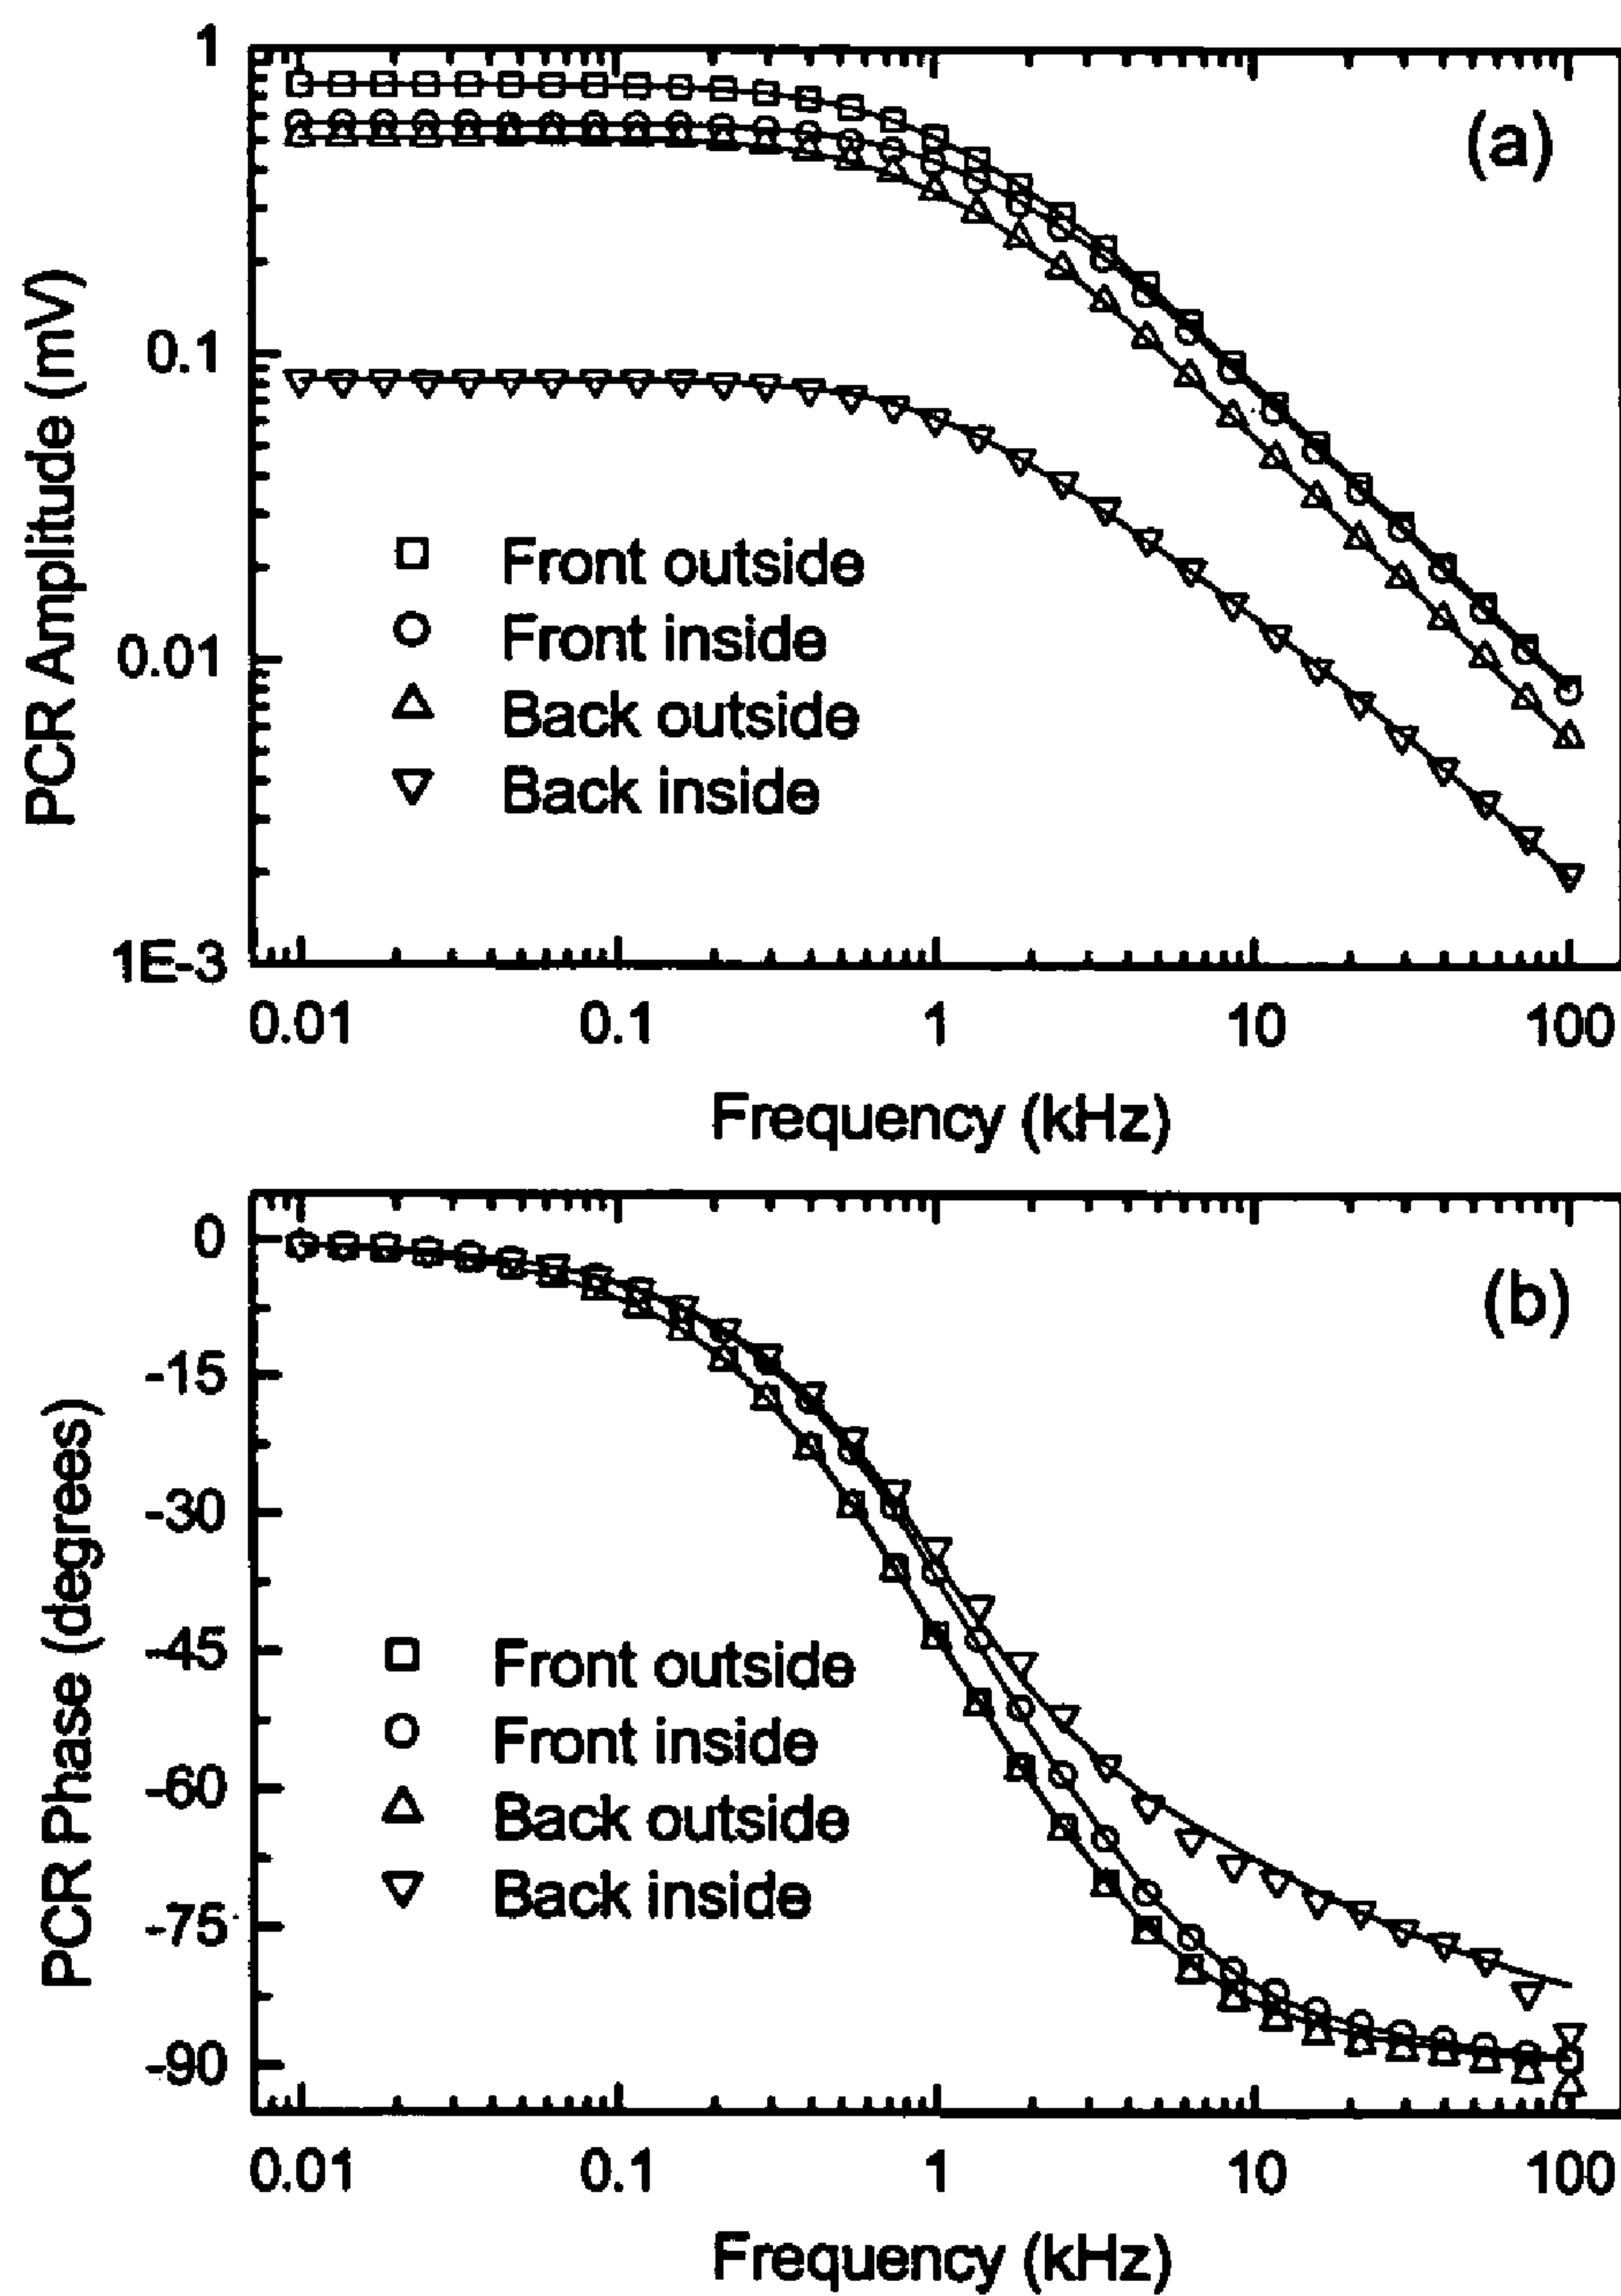 1
(a)
PCR Amplitude (mV)
0.1
0.01
1E-3
Front outside
Front inside
Back outside
Back inside
0.01 0.1 1 10 100
Frequency (kHz)
0
(b)
-15
-30
-45
-60
-75
-90
PCR Phase (degrees)
Front outside
Front inside
Back outside
Back inside
0.01 0.1 1 10 100
Frequency (kHz)